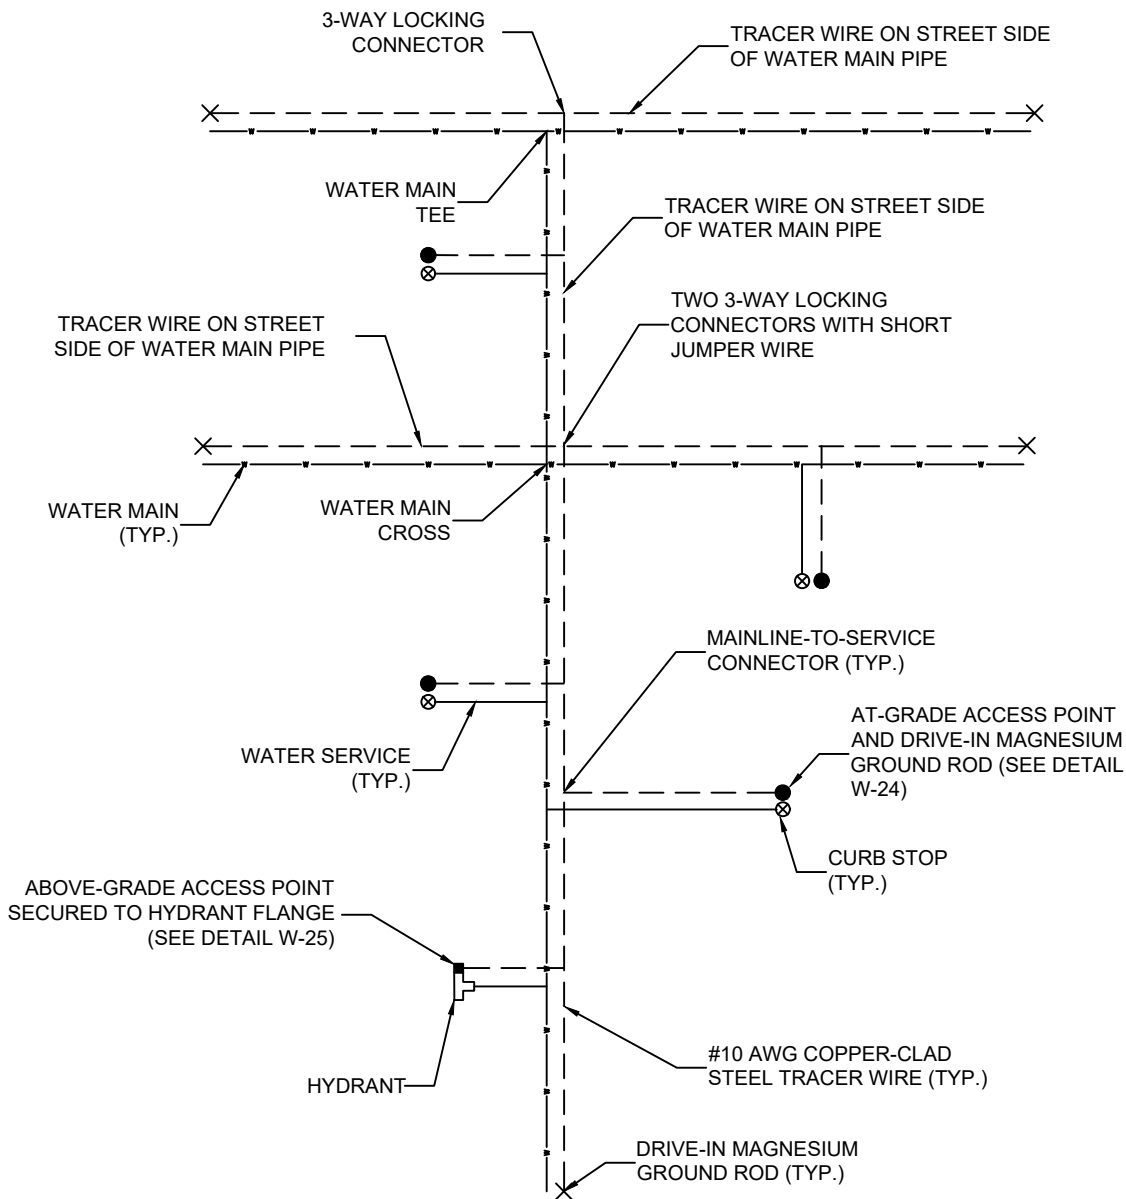 3-WAY LOCKING
CONNECTOR
TRACER WIRE ON STREET SIDE
OF WATER MAIN PIPE
WATER MAIN
TEE
TRACER WIRE ON STREET SIDE
OF WATER MAIN PIPE
TRACER WIRE ON STREET
SIDE OF WATER MAIN PIPE
TWO 3-WAY LOCKING
CONNECTORS WITH SHORT
JUMPER WIRE
WATER MAIN
(TYP.)
WATER MAIN
CROSS
MAINLINE-TO-SERVICE
CONNECTOR (TYP.)
WATER SERVICE
(TYP.)
AT-GRADE ACCESS POINT
AND DRIVE-IN MAGNESIUM
GROUND ROD (SEE DETAIL
W-24)
CURB STOP
(TYP.)
ABOVE-GRADE ACCESS POINT
SECURED TO HYDRANT FLANGE
(SEE DETAIL W-25)
HYDRANT
#10 AWG COPPER-CLAD
STEEL TRACER WIRE (TYP.)
DRIVE-IN MAGNESIUM
GROUND ROD (TYP.)